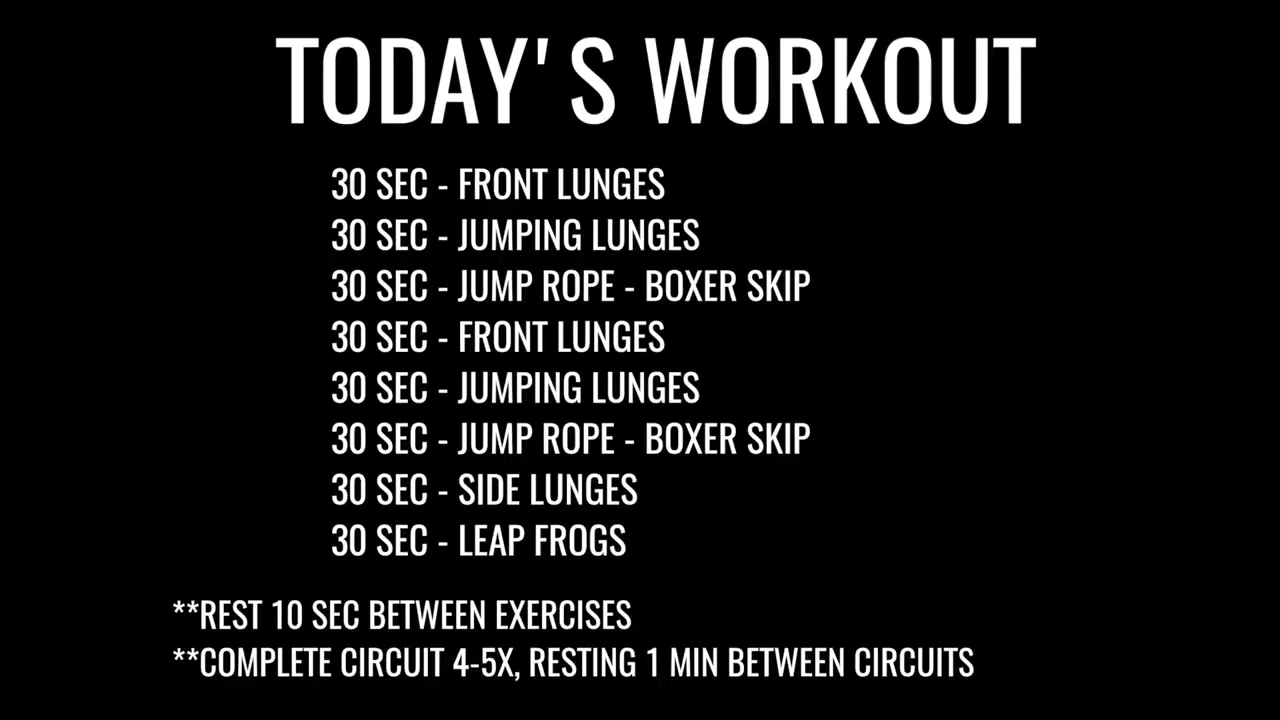 TODAY'S WORKOUT
30 SEC - FRONT LUNGES
30 SEC - JUMPING LUNGES
30 SEC - JUMP ROPE - BOXER SKIP
30 SEC - FRONT LUNGES
30 SEC - JUMPING LUNGES
30 SEC - JUMP ROPE - BOXER SKIP
30 SEC - SIDE LUNGES
30 SEC - LEAP FROGS
**REST 10 SEC BETWEEN EXERCISES
**COMPLETE CIRCUIT 4-5X, RESTING 1 MIN BETWEEN CIRCUITS